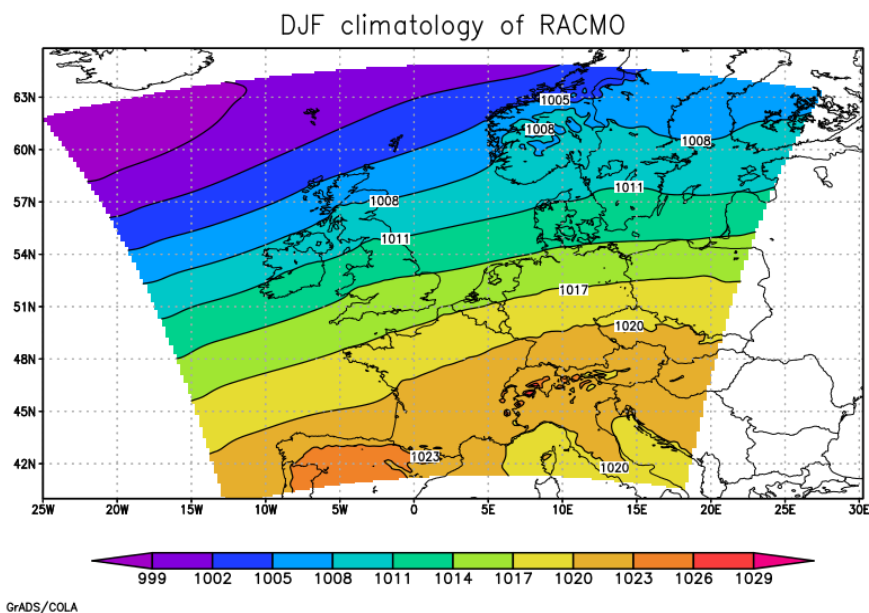 DJF climatology of RACMO
63N
60N
57N
54N
51N
48N
45N
42N
1005
1008
1008
1008
1011
1011
1017
1020
1023
1020
25W 20W 15W 10W 5W 0 5E 10E 15E 20E 25E 30E
999 1002 1005 1008 1011 1014 1017 1020 1023 1026 1029
GrADS/COLA